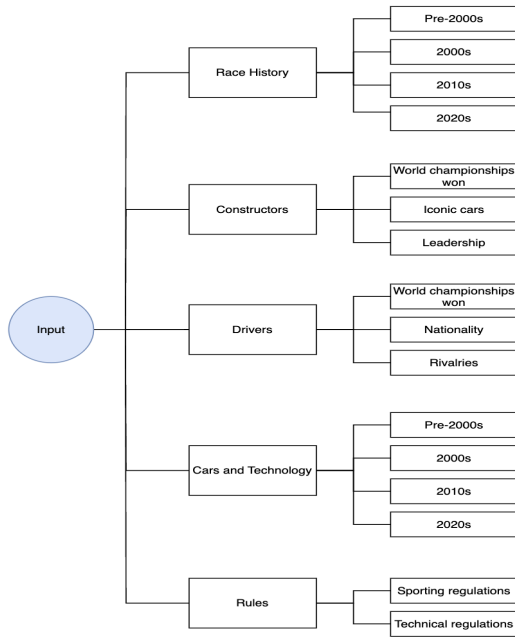 Input
Race History
Pre-2000s
2000s
2010s
2020s
Constructors
World championships
won
Iconic cars
Leadership
Drivers
World championships
won
Nationality
Rivalries
Cars and Technology
Pre-2000s
2000s
2010s
2020s
Rules
Sporting regulations
Technical regulations